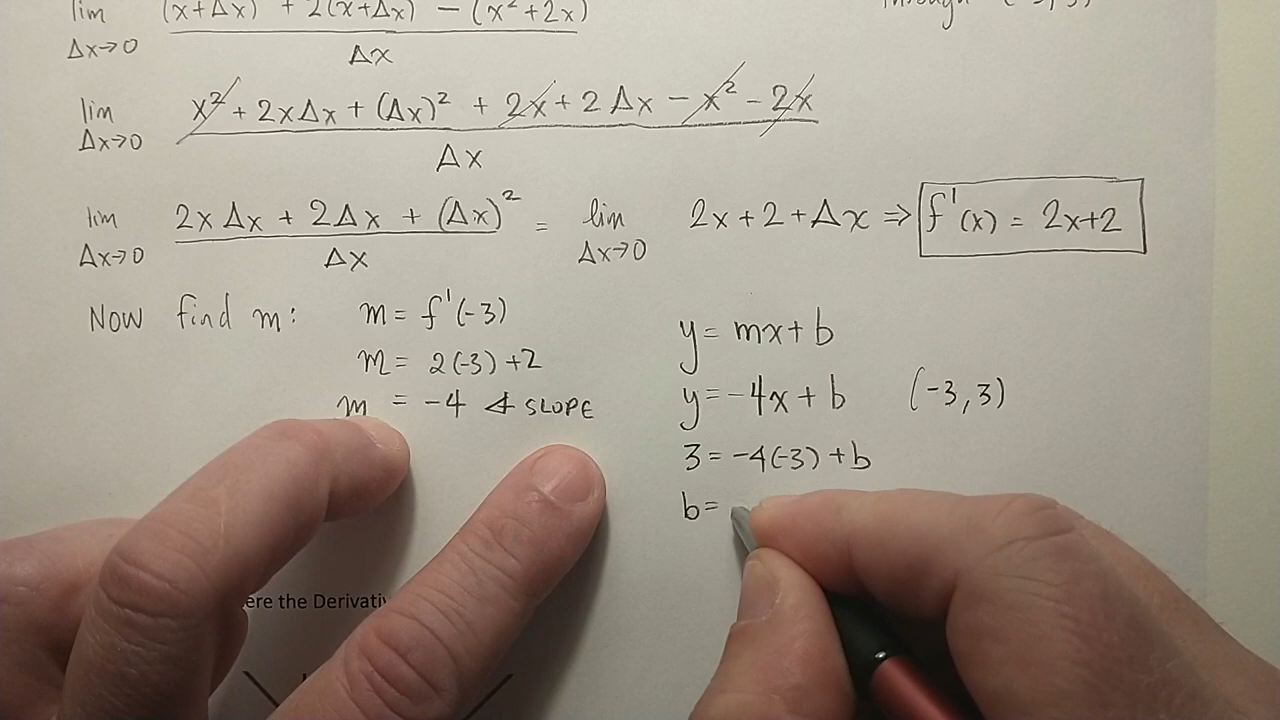 lim (x+Δx) + 2(x+Δx) - (x²+2x)
Δx→0 Δx
through
lim x² + 2xΔx + (Δx)² + 2x + 2Δx - x² - 2x
Δx→0 Δx
lim 2xΔx + 2Δx + (Δx)² = lim 2x+2+Δx ⇒ f'(x) = 2x+2
Δx→0 Δx Δx→0
Now find m: m = f'(-3)
m = 2(-3)+2
m = -4 ∢ SLOPE
y = mx+b
y = -4x + b (-3,3)
3 = -4(-3) + b
b =
ere the Derivati